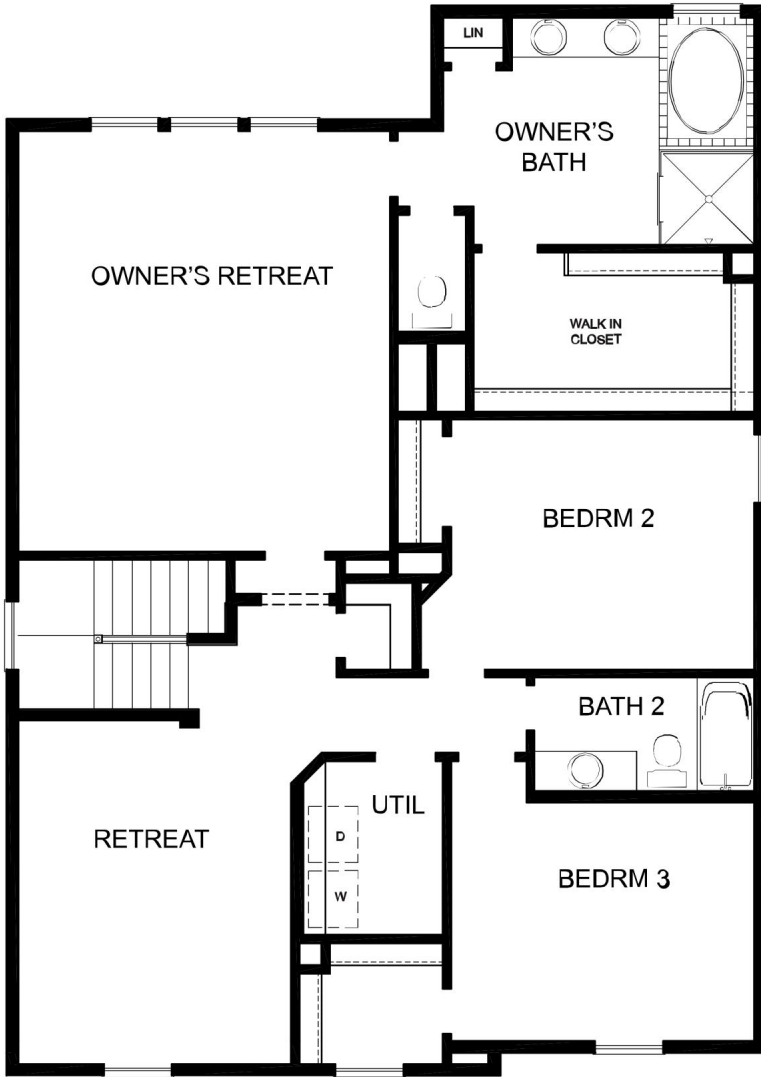 LIN
OWNER'S
BATH
OWNER'S RETREAT
WALK IN
CLOSET
BEDRM 2
BATH 2
UTIL
RETREAT
D
W
BEDRM 3